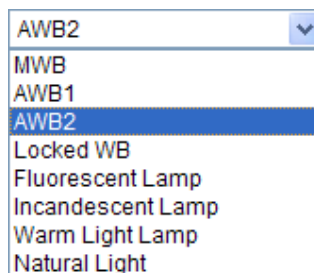 AWB2
MWB
AWB1
AWB2
Locked WB
Fluorescent Lamp
Incandescent Lamp
Warm Light Lamp
Natural Light